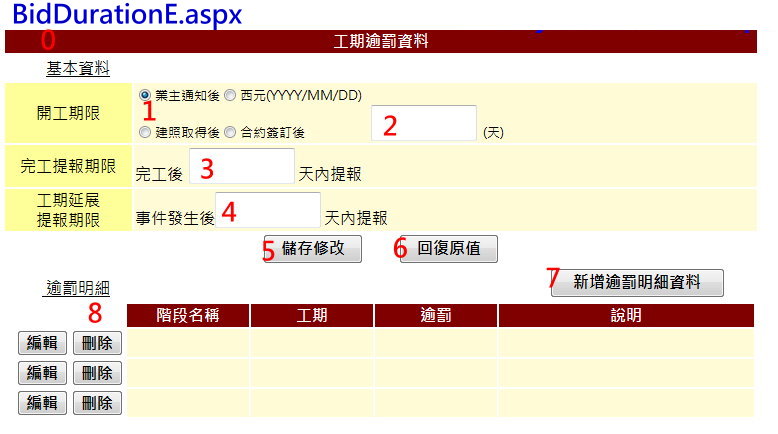 BidDurationE.aspx
0 工期逾罰資料
基本資料
開工期限 業主通知後 西元(YYYY/MM/DD)
1 建照取得後 合約簽訂後 2 (天)
完工提報期限 完工後 3 天內提報
工期延展
提報期限 事件發生後 4 天內提報
5 儲存修改 6 回復原值
7 新增逾罰明細資料
逾罰明細
8 階段名稱 工期 逾罰 說明
編輯 刪除
編輯 刪除
編輯 刪除